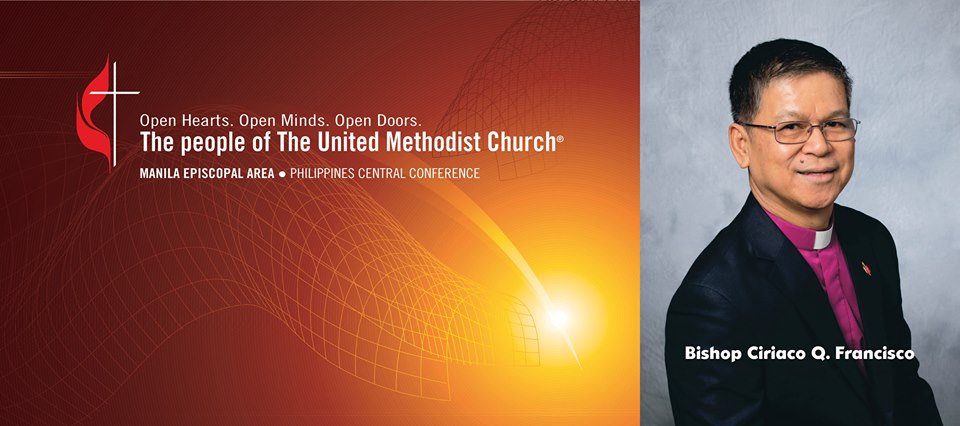 Open Hearts. Open Minds. Open Doors.
The people of The United Methodist Church®
MANILA EPISCOPAL AREA ● PHILIPPINES CENTRAL CONFERENCE
Bishop Ciriaco Q. Francisco